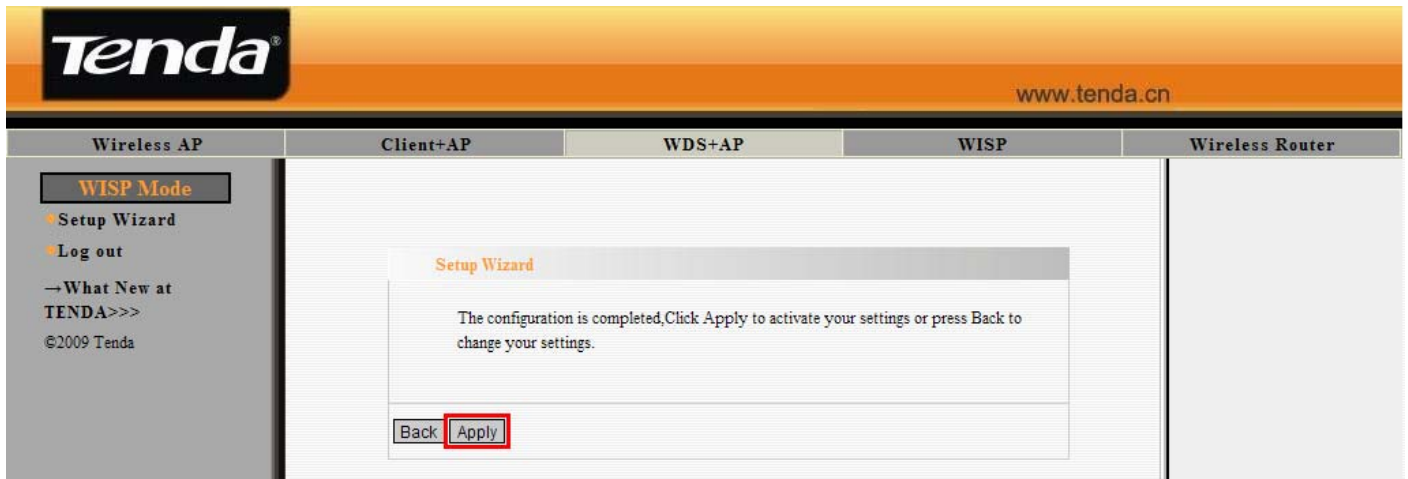 Tenda®
www.tenda.cn
Wireless AP
Client+AP
WDS+AP
WISP
Wireless Router
WISP Mode
Setup Wizard
Log out
→What New at
TENDA>>>
©2009 Tenda
Setup Wizard
The configuration is completed,Click Apply to activate your settings or press Back to
change your settings.
Back Apply